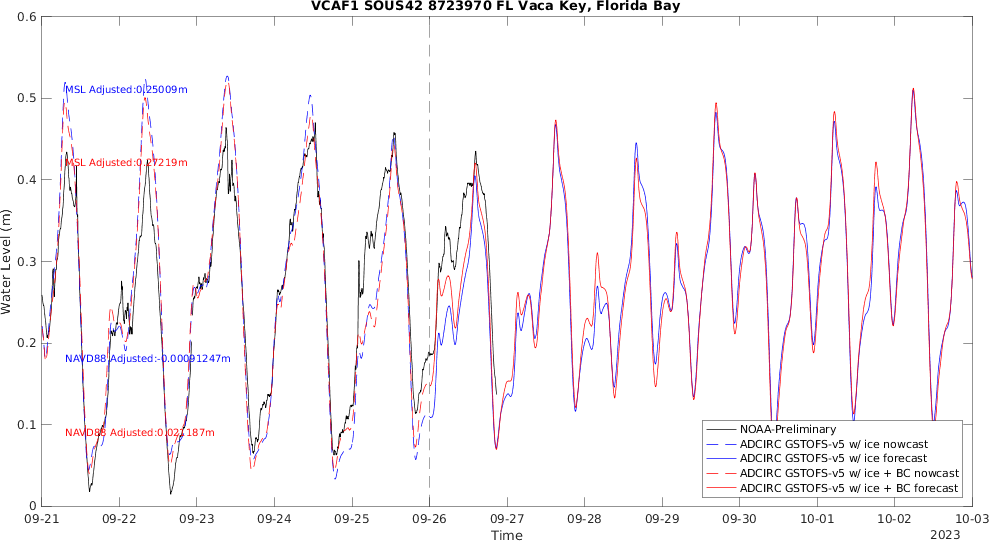 VCAF1 SOUS42 8723970 FL Vaca Key, Florida Bay
Water Level (m)
0.6
0.5
0.4
0.3
0.2
0.1
0
MSL Adjusted:0.25009m
MSL Adjusted:0.27219m
NAVD88 Adjusted:-0.00091247m
NAVD88 Adjusted:0.021187m
NOAA-Preliminary
ADCIRC GSTOFS-v5 w/ ice nowcast
ADCIRC GSTOFS-v5 w/ ice forecast
ADCIRC GSTOFS-v5 w/ ice + BC nowcast
ADCIRC GSTOFS-v5 w/ ice + BC forecast
09-21 09-22 09-23 09-24 09-25 09-26 09-27 09-28 09-29 09-30 10-01 10-02 10-03
Time
2023